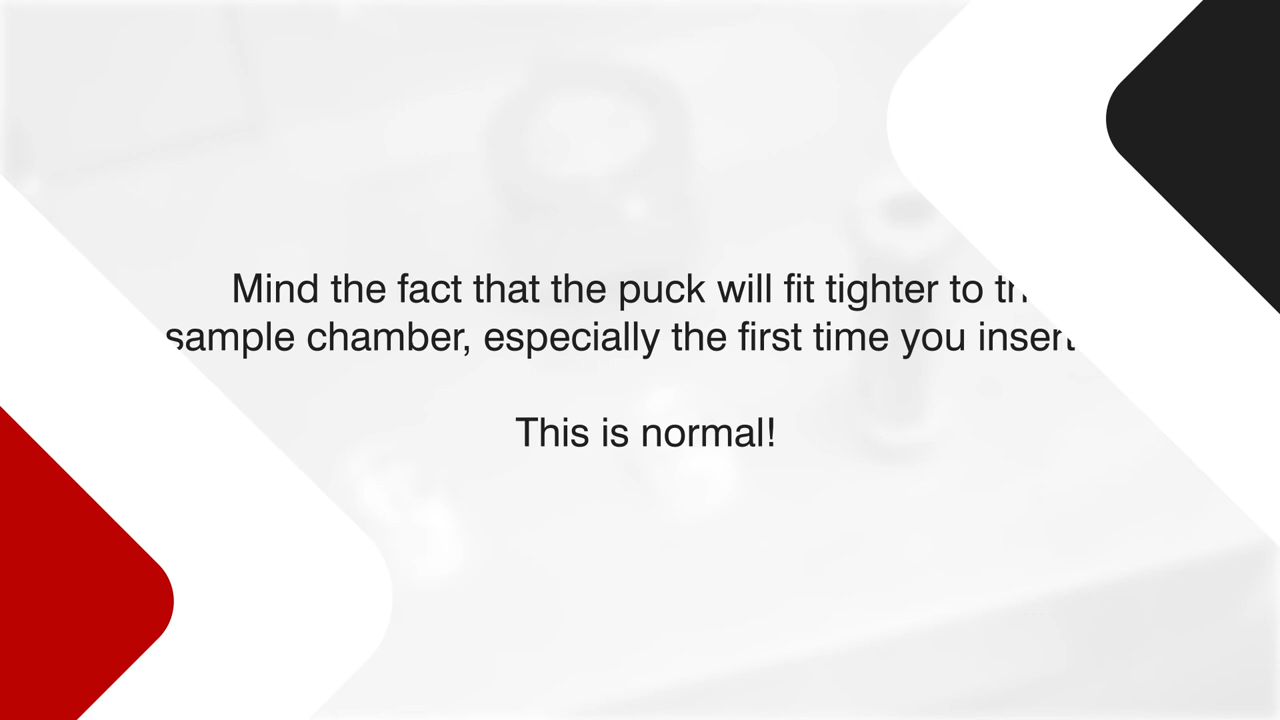 Mind the fact that the puck will fit tighter to
sample chamber, especially the first time you insert
This is normal!